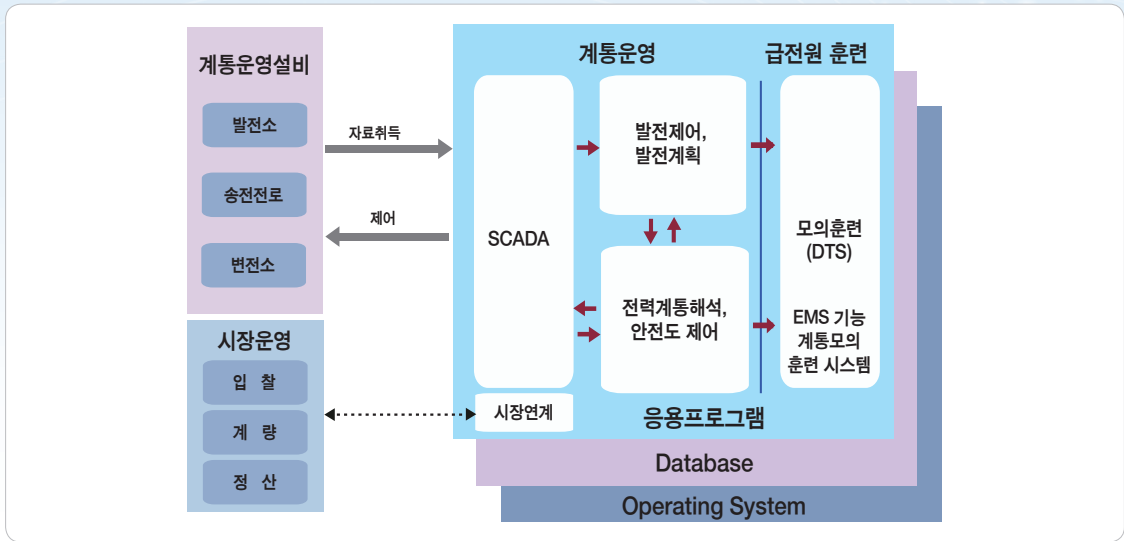 계통운영설비
발전소
송전전로
변전소
시장운영
입 찰
계 량
정 산
자료취득
제어
계통운영
급전원 훈련
SCADA
발전제어,
발전계획
전력계통해석,
안전도 제어
모의훈련
(DTS)
EMS 기능
계통모의
훈련 시스템
시장연계
응용프로그램
Database
Operating System